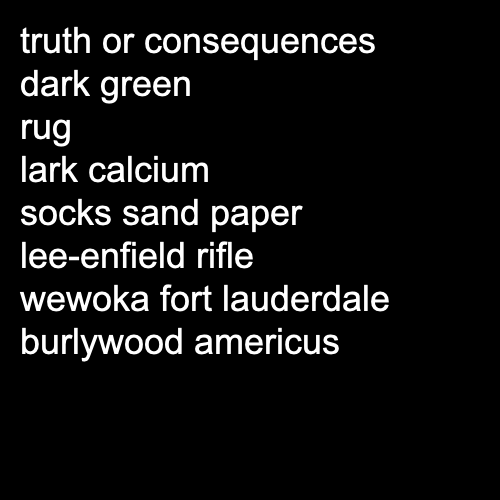 truth or consequences
dark green
rug
lark calcium
socks sand paper
lee-enfield rifle
wewoka fort lauderdale
burlywood americus